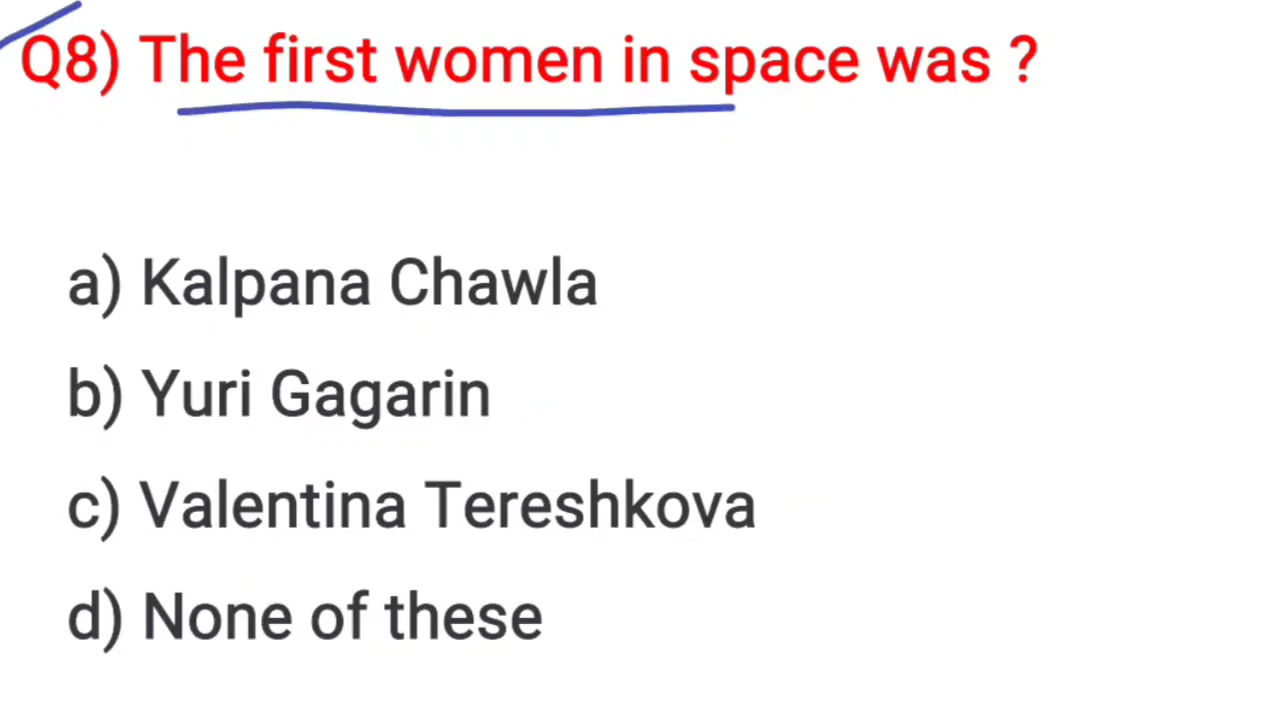 Q8) The first women in space was ?
a) Kalpana Chawla
b) Yuri Gagarin
c) Valentina Tereshkova
d) None of these